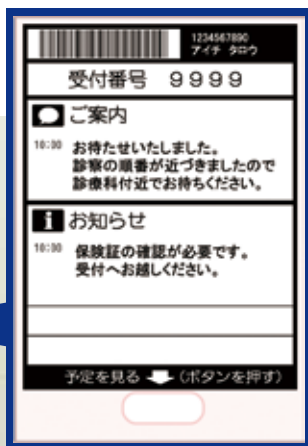 1234567890
アイチ タロウ
受付番号 9999
ご案内
10:30 お待たせいたしました。
診察の順番が近づきましたので
診療科付近でお待ちください。
i お知らせ
10:30 保険証の確認が必要です。
受付へお越しください。
予定を見る (ボタンを押す)